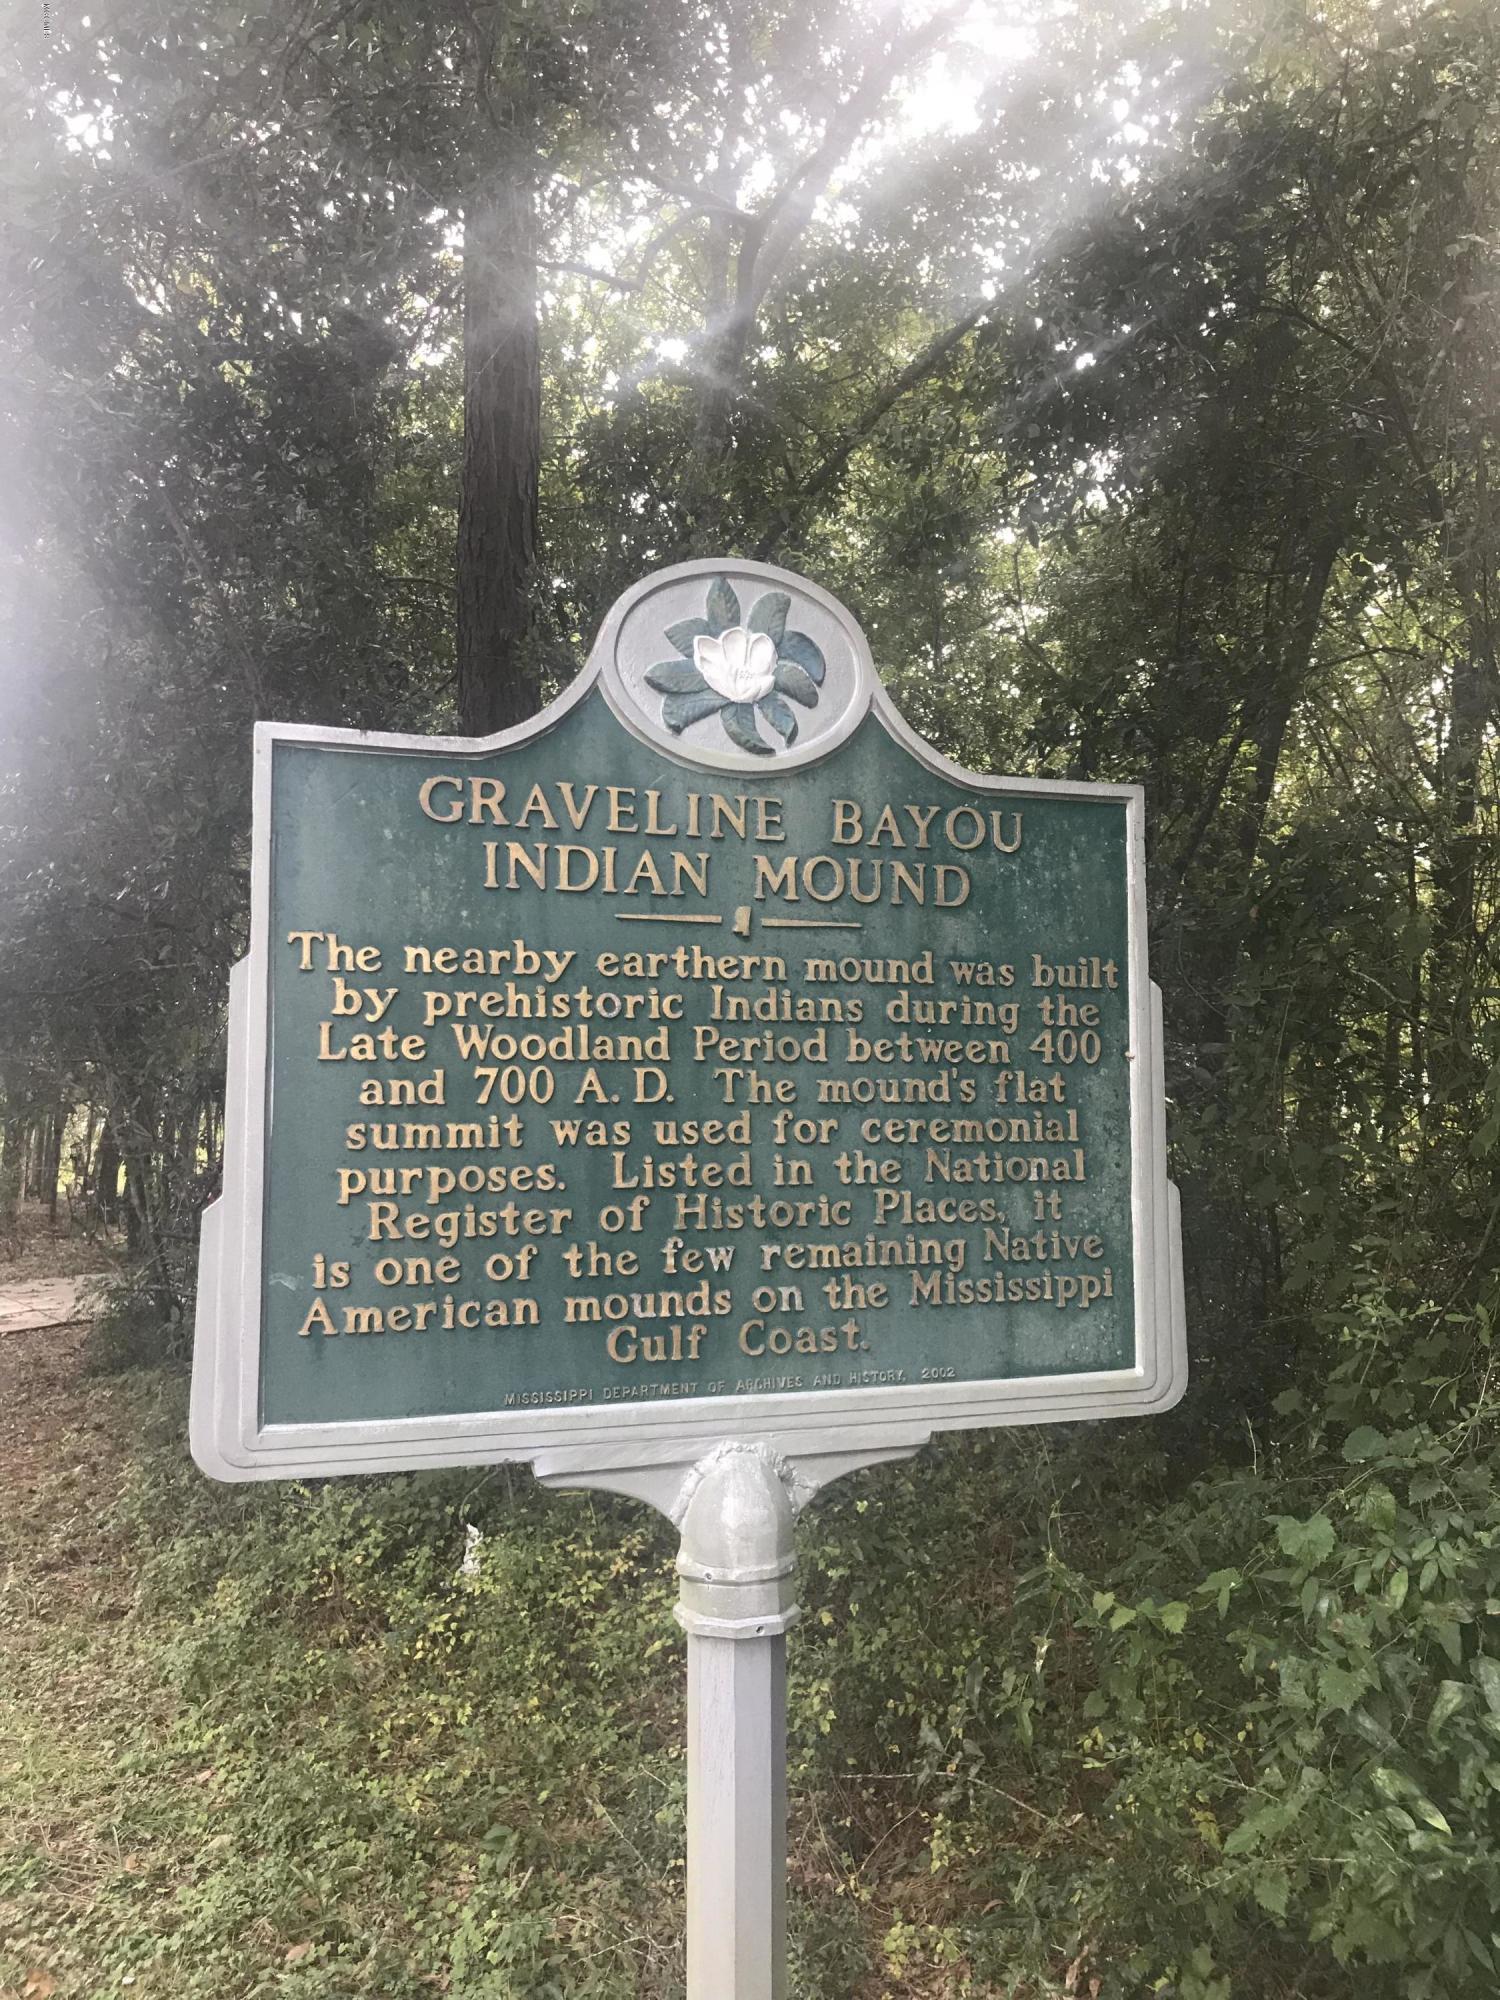 GRAVELINE BAYOU
INDIAN MOUND
The nearby earthern mound was built
by prehistoric Indians during the
Late Woodland Period between 400
and 700 A.D. The mound's flat
summit was used for ceremonial
purposes. Listed in the National
Register of Historic Places, it
is one of the few remaining Native
American mounds on the Mississippi
Gulf Coast.
MISSISSIPPI DEPARTMENT OF ARCHIVES AND HISTORY, 2002